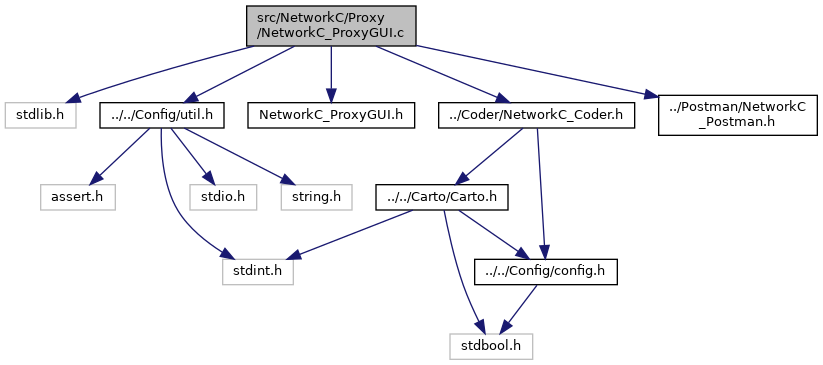 src/NetworkC/Proxy
/NetworkC_ProxyGUI.c
stdlib.h
../../Config/util.h
NetworkC_ProxyGUI.h
../Coder/NetworkC_Coder.h
../Postman/NetworkC
_Postman.h
assert.h
stdio.h
string.h
../../Carto/Carto.h
stdint.h
../../Config/config.h
stdbool.h